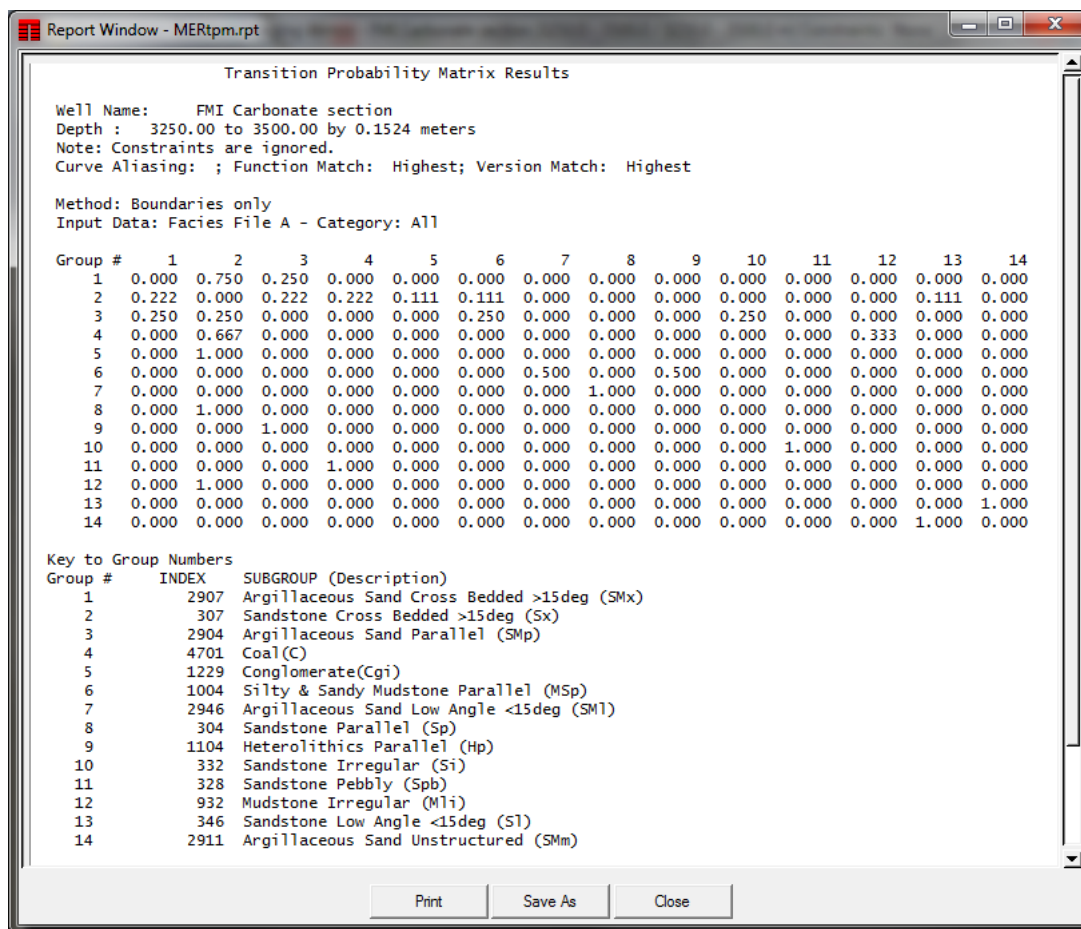 Report Window - MERtpm.rpt
Transition Probability Matrix Results
Well Name: FMI Carbonate section
Depth : 3250.00 to 3500.00 by 0.1524 meters
Note: Constraints are ignored.
Curve Aliasing: ; Function Match: Highest; Version Match: Highest
Method: Boundaries only
Input Data: Facies File A - Category: All
Group # 1 2 3 4 5 6 7 8 9 10 11 12 13 14
1 0.000 0.750 0.250 0.000 0.000 0.000 0.000 0.000 0.000 0.000 0.000 0.000 0.000 0.000
2 0.222 0.000 0.222 0.222 0.111 0.111 0.000 0.000 0.000 0.000 0.000 0.000 0.111 0.000
3 0.250 0.250 0.000 0.000 0.000 0.250 0.000 0.000 0.000 0.250 0.000 0.000 0.000 0.000
4 0.000 0.667 0.000 0.000 0.000 0.000 0.000 0.000 0.000 0.000 0.000 0.333 0.000 0.000
5 0.000 1.000 0.000 0.000 0.000 0.000 0.000 0.000 0.000 0.000 0.000 0.000 0.000 0.000
6 0.000 0.000 0.000 0.000 0.000 0.000 0.500 0.000 0.500 0.000 0.000 0.000 0.000 0.000
7 0.000 0.000 0.000 0.000 0.000 0.000 0.000 1.000 0.000 0.000 0.000 0.000 0.000 0.000
8 0.000 1.000 0.000 0.000 0.000 0.000 0.000 0.000 0.000 0.000 0.000 0.000 0.000 0.000
9 0.000 0.000 1.000 0.000 0.000 0.000 0.000 0.000 0.000 0.000 0.000 0.000 0.000 0.000
10 0.000 0.000 0.000 0.000 0.000 0.000 0.000 0.000 0.000 0.000 1.000 0.000 0.000 0.000
11 0.000 0.000 0.000 1.000 0.000 0.000 0.000 0.000 0.000 0.000 0.000 0.000 0.000 0.000
12 0.000 1.000 0.000 0.000 0.000 0.000 0.000 0.000 0.000 0.000 0.000 0.000 0.000 0.000
13 0.000 0.000 0.000 0.000 0.000 0.000 0.000 0.000 0.000 0.000 0.000 0.000 0.000 1.000
14 0.000 0.000 0.000 0.000 0.000 0.000 0.000 0.000 0.000 0.000 0.000 0.000 1.000 0.000
Key to Group Numbers
Group # INDEX SUBGROUP (Description)
1 2907 Argillaceous Sand Cross Bedded >15deg (SMx)
2 307 Sandstone Cross Bedded >15deg (Sx)
3 2904 Argillaceous Sand Parallel (SMp)
4 4701 Coal(C)
5 1229 Conglomerate(Cgi)
6 1004 Silty & Sandy Mudstone Parallel (MSp)
7 2946 Argillaceous Sand Low Angle <15deg (SMl)
8 304 Sandstone Parallel (Sp)
9 1104 Heterolithics Parallel (Hp)
10 332 Sandstone Irregular (Si)
11 328 Sandstone Pebbly (Spb)
12 932 Mudstone Irregular (Mli)
13 346 Sandstone Low Angle <15deg (Sl)
14 2911 Argillaceous Sand Unstructured (SMm)
Print Save As Close